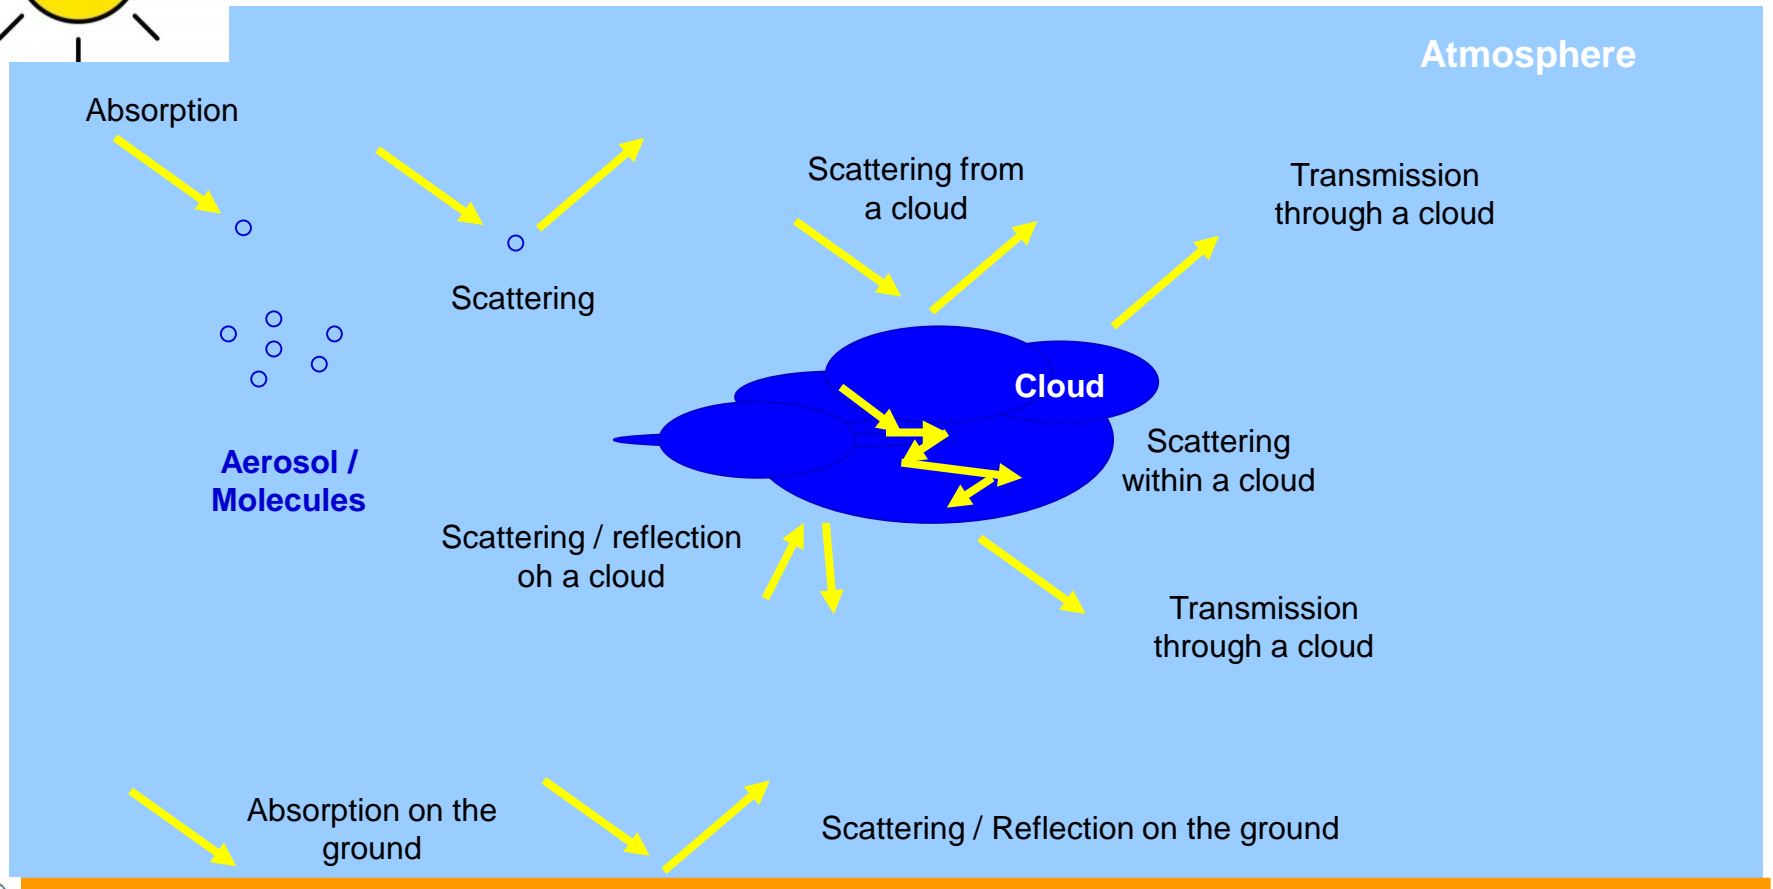 Atmosphere
Absorption
Scattering from
a cloud
Transmission
through a cloud
Scattering
Cloud
Scattering
within a cloud
Aerosol /
Molecules
Scattering / reflection
oh a cloud
Transmission
through a cloud
Absorption on the
ground
Scattering / Reflection on the ground